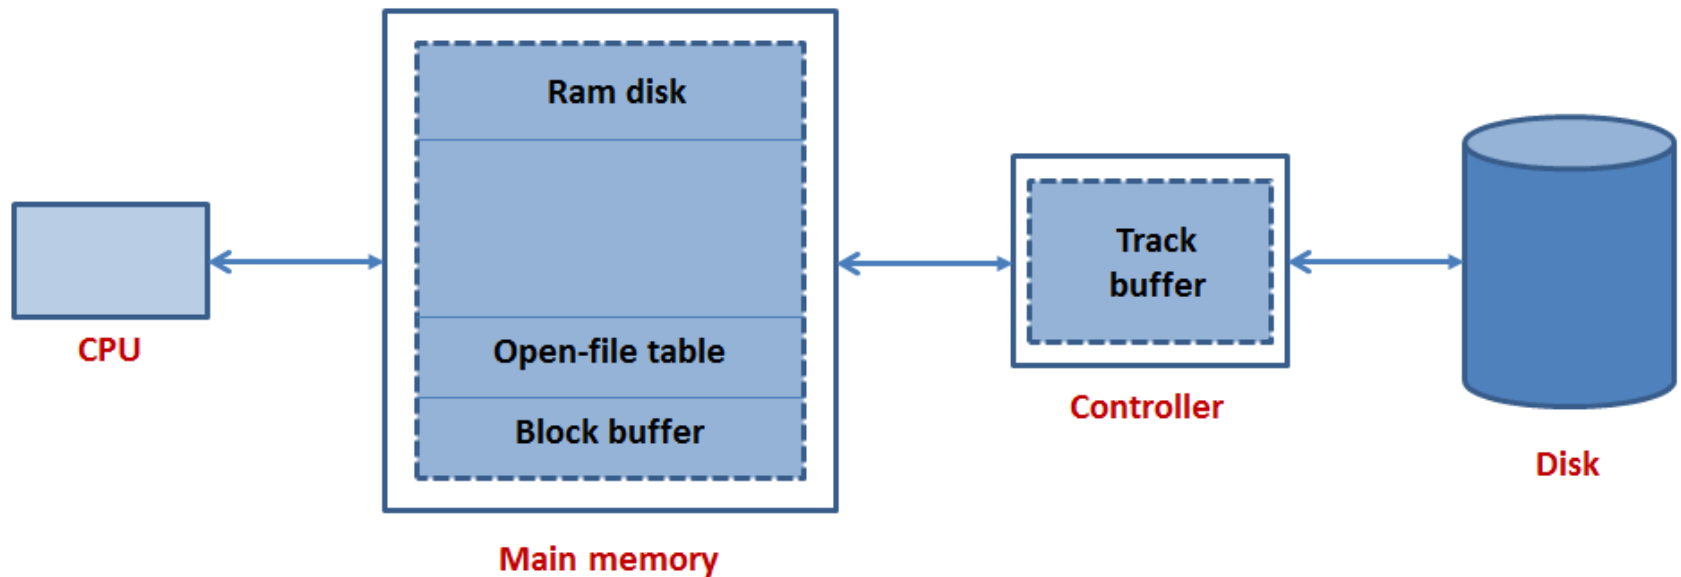 Ram disk
Open-file table
Block buffer
Main memory
CPU
Track
buffer
Controller
Disk